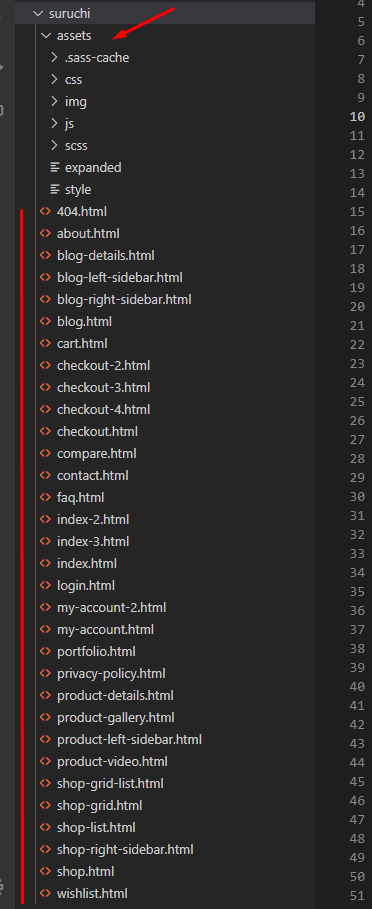 suruchi
assets
.sass-cache
css
img
js
scss
expanded
style
404.html
about.html
blog-details.html
blog-left-sidebar.html
blog-right-sidebar.html
blog.html
cart.html
checkout-2.html
checkout-3.html
checkout-4.html
checkout.html
compare.html
contact.html
faq.html
index-2.html
index-3.html
index.html
login.html
my-account-2.html
my-account.html
portfolio.html
privacy-policy.html
product-details.html
product-gallery.html
product-left-sidebar.html
product-video.html
shop-grid-list.html
shop-grid.html
shop-list.html
shop-right-sidebar.html
shop.html
wishlist.html
4
5
6
7
8
9
10
11
12
13
14
15
16
17
18
19
20
21
22
23
24
25
26
27
28
29
30
31
32
33
34
35
36
37
38
39
40
41
42
43
44
45
46
47
48
49
50
51